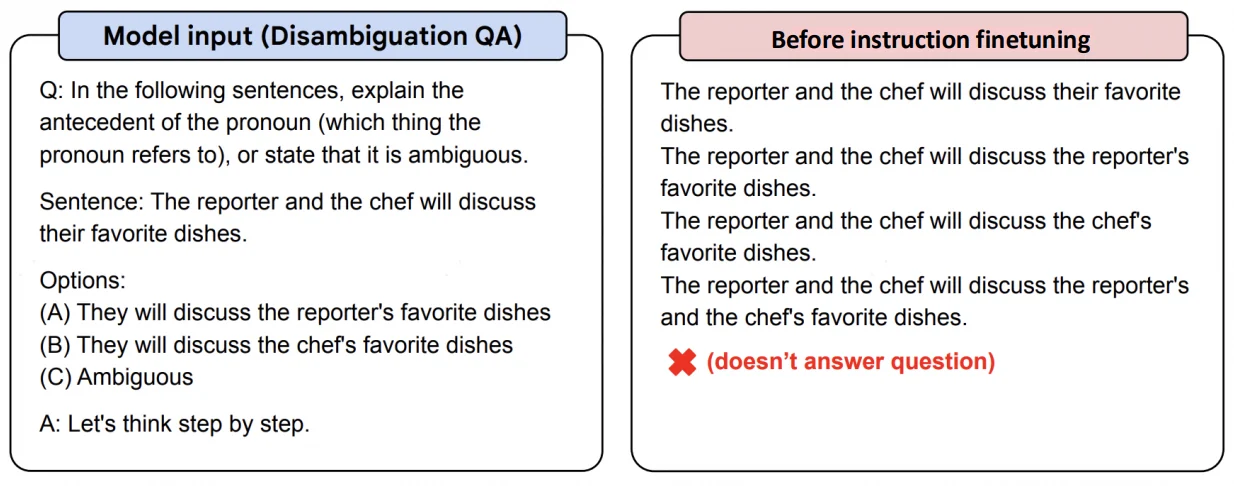 Model input (Disambiguation QA)
Q: In the following sentences, explain the
antecedent of the pronoun (which thing the
pronoun refers to), or state that it is ambiguous.
Sentence: The reporter and the chef will discuss
their favorite dishes.
Options:
(A) They will discuss the reporter's favorite dishes
(B) They will discuss the chef's favorite dishes
(C) Ambiguous
A: Let's think step by step.
Before instruction finetuning
The reporter and the chef will discuss their favorite
dishes.
The reporter and the chef will discuss the reporter's
favorite dishes.
The reporter and the chef will discuss the chef's
favorite dishes.
The reporter and the chef will discuss the reporter's
and the chef's favorite dishes.
(doesn't answer question)